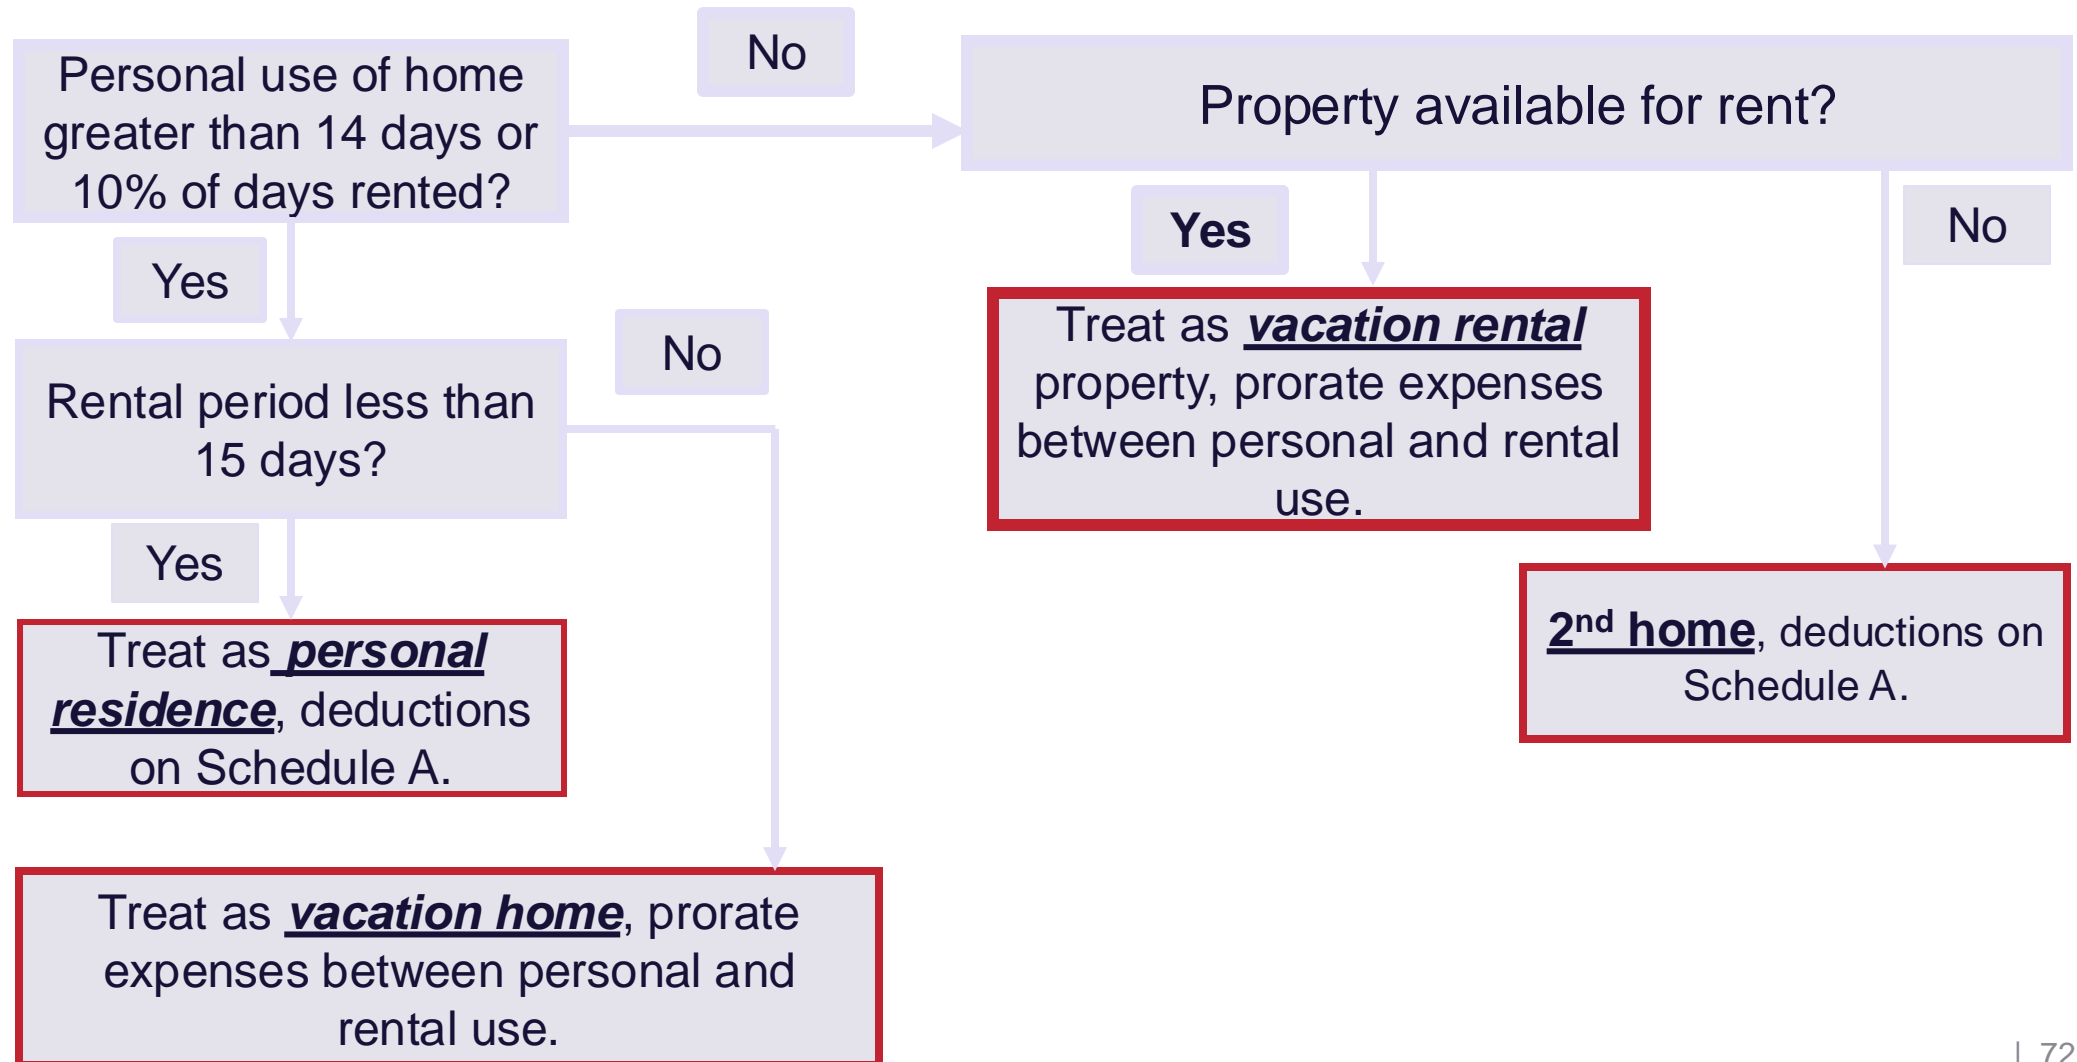 Personal use of home
greater than 14 days or
10% of days rented?
No
Property available for rent?
Yes
No
Yes
Rental period less than
15 days?
No
Treat as vacation rental
property, prorate expenses
between personal and rental
use.
Yes
Treat as personal
residence, deductions
on Schedule A.
2nd home, deductions on
Schedule A.
Treat as vacation home, prorate
expenses between personal and
rental use.
| 72